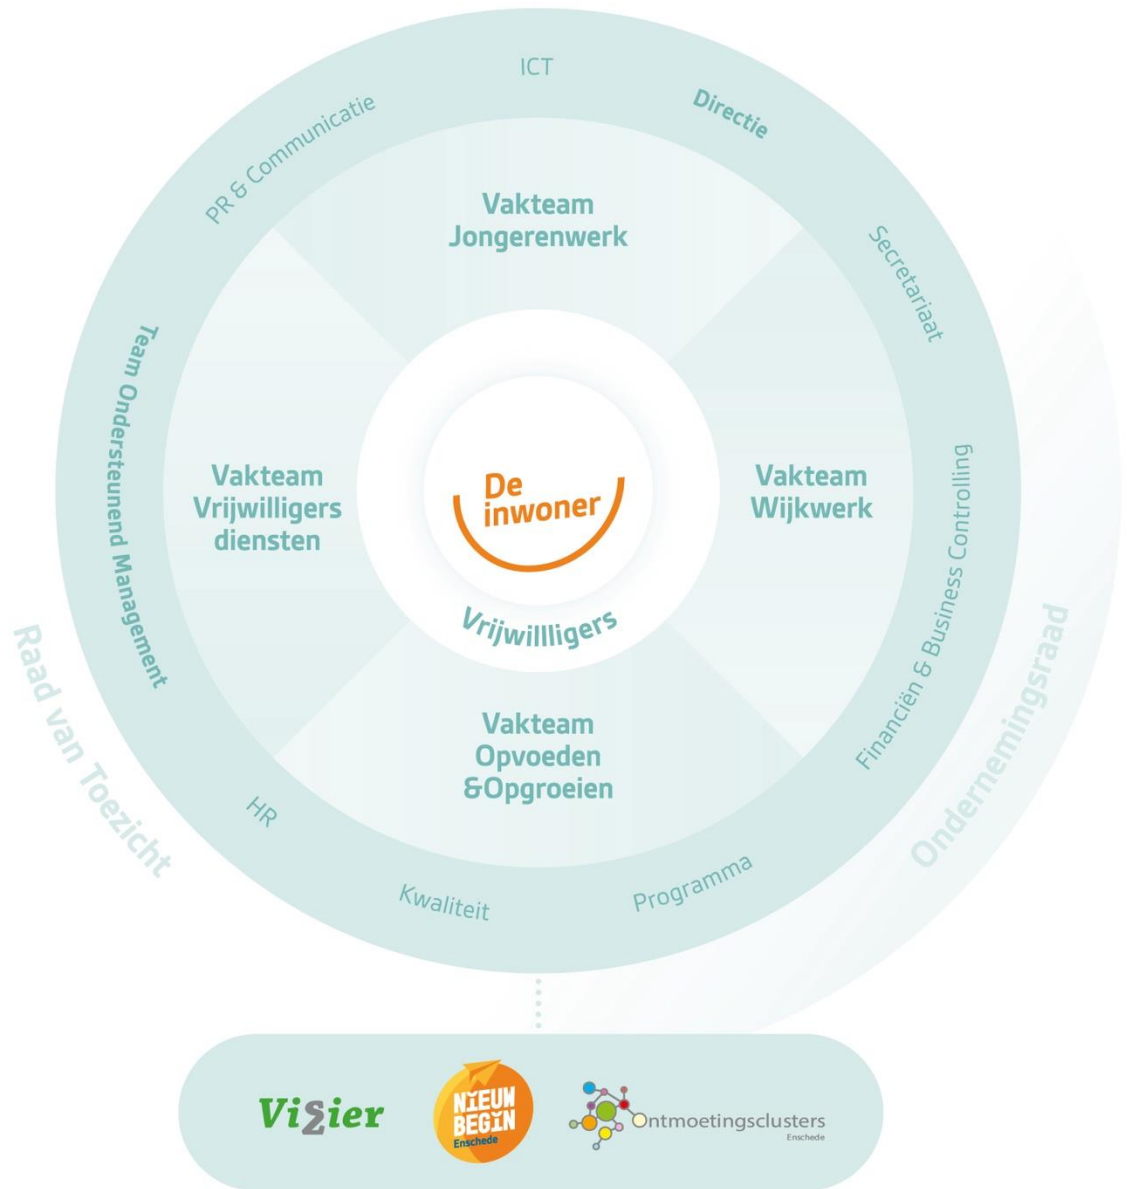 ICT
Directie
PR & Communicatie
Secretariaat
Vakteam
Jongerenwerk
Team Ondersteunend Management
Vakteam
Vrijwilligers
diensten
De
inwoner
Vakteam
Wijkwerk
Financiën & Business Controlling
Vrijwillligers
Raad van Toezicht
Ondernemingsraad
Vakteam
Opvoeden
&Opgroeien
HR
Kwaliteit
Programma
Visier
NIEUW
BEGIN
Enschede
Ontmoetingsclusters
Enschede